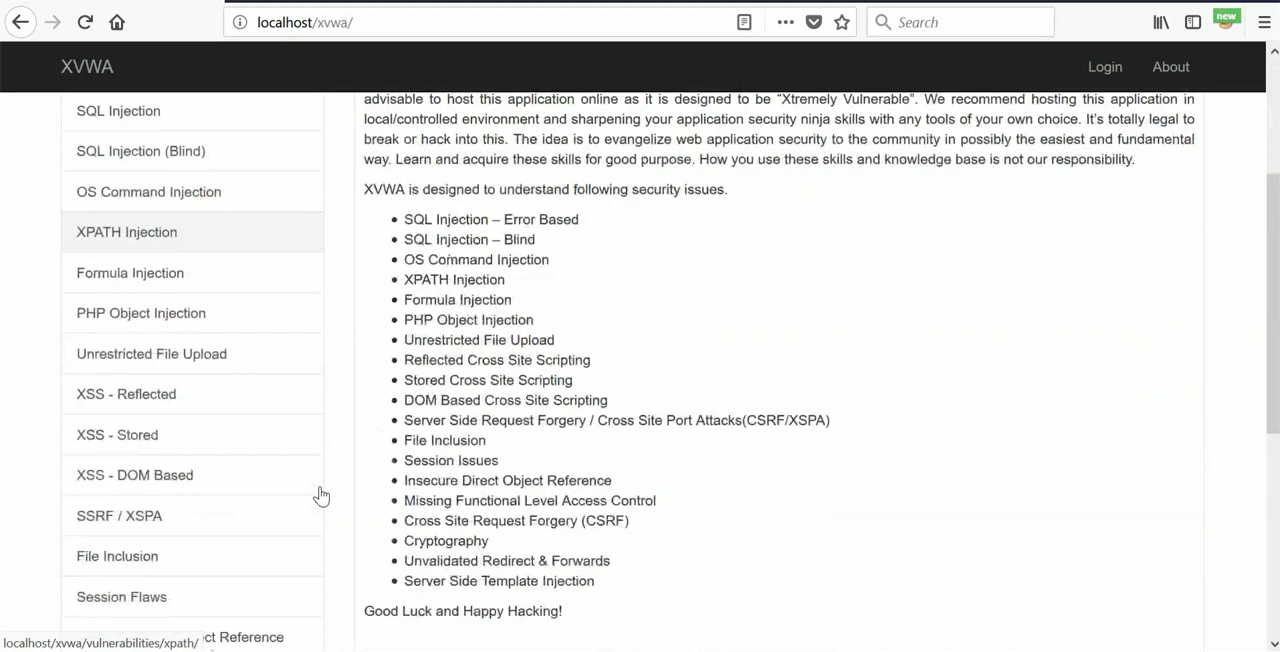 localhost/xvwa/
Search
new
XVWA
Login
About
SQL Injection
SQL Injection (Blind)
OS Command Injection
XPATH Injection
Formula Injection
PHP Object Injection
Unrestricted File Upload
XSS - Reflected
XSS - Stored
XSS - DOM Based
SSRF / XSPA
File Inclusion
Session Flaws
ct Reference
localhost/xvwa/vulnerabilities/xpath/
advisable to host this application online as it is designed to be “Xtremely Vulnerable”. We recommend hosting this application in
local/controlled environment and sharpening your application security ninja skills with any tools of your own choice. It’s totally legal to
break or hack into this. The idea is to evangelize web application security to the community in possibly the easiest and fundamental
way. Learn and acquire these skills for good purpose. How you use these skills and knowledge base is not our responsibility.
XVWA is designed to understand following security issues.
• SQL Injection – Error Based
• SQL Injection – Blind
• OS Command Injection
• XPATH Injection
• Formula Injection
• PHP Object Injection
• Unrestricted File Upload
• Reflected Cross Site Scripting
• Stored Cross Site Scripting
• DOM Based Cross Site Scripting
• Server Side Request Forgery / Cross Site Port Attacks(CSRF/XSPA)
• File Inclusion
• Session Issues
• Insecure Direct Object Reference
• Missing Functional Level Access Control
• Cross Site Request Forgery (CSRF)
• Cryptography
• Unvalidated Redirect & Forwards
• Server Side Template Injection
Good Luck and Happy Hacking!